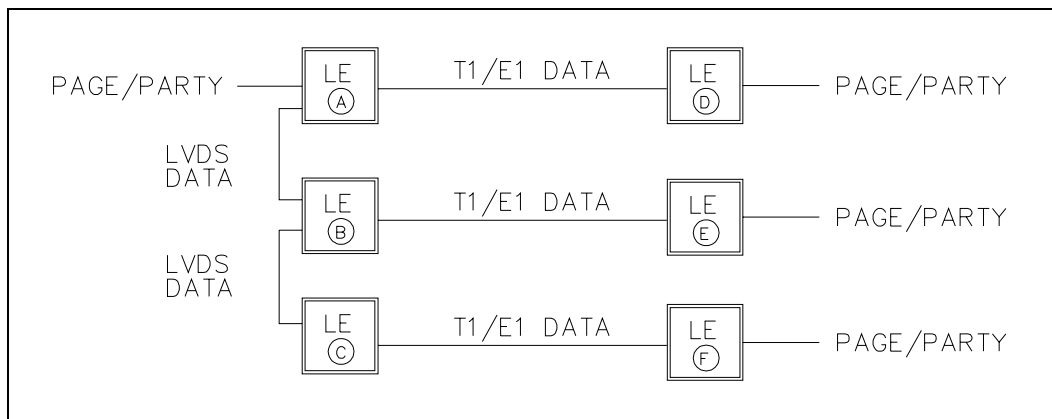 PAGE/PARTY
LE
A
T1/E1 DATA
LE
D
PAGE/PARTY
LVDS
DATA
LE
B
T1/E1 DATA
LE
E
PAGE/PARTY
LVDS
DATA
LE
C
T1/E1 DATA
LE
F
PAGE/PARTY